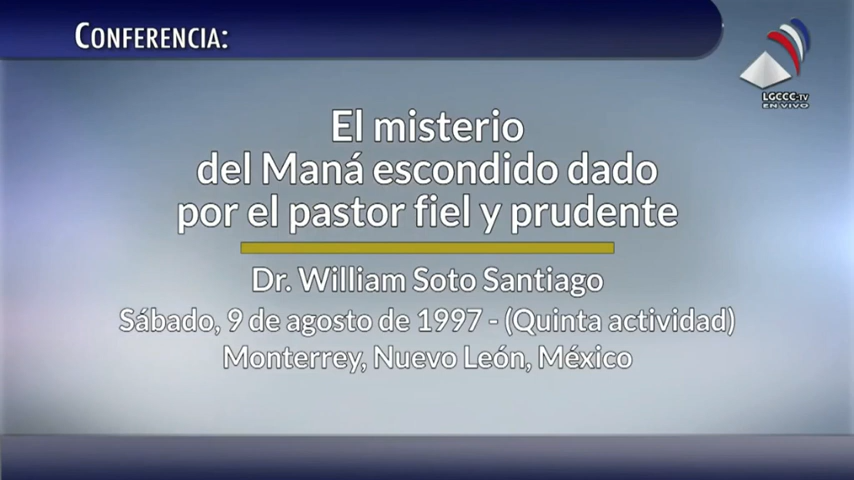 CONFERENCIA:
LGCCC-TV
EN VIVO
El misterio
del Maná escondido dado
por el pastor fiel y prudente
Dr. William Soto Santiago
Sábado, 9 de agosto de 1997 - (Quinta actividad)
Monterrey, Nuevo León, México